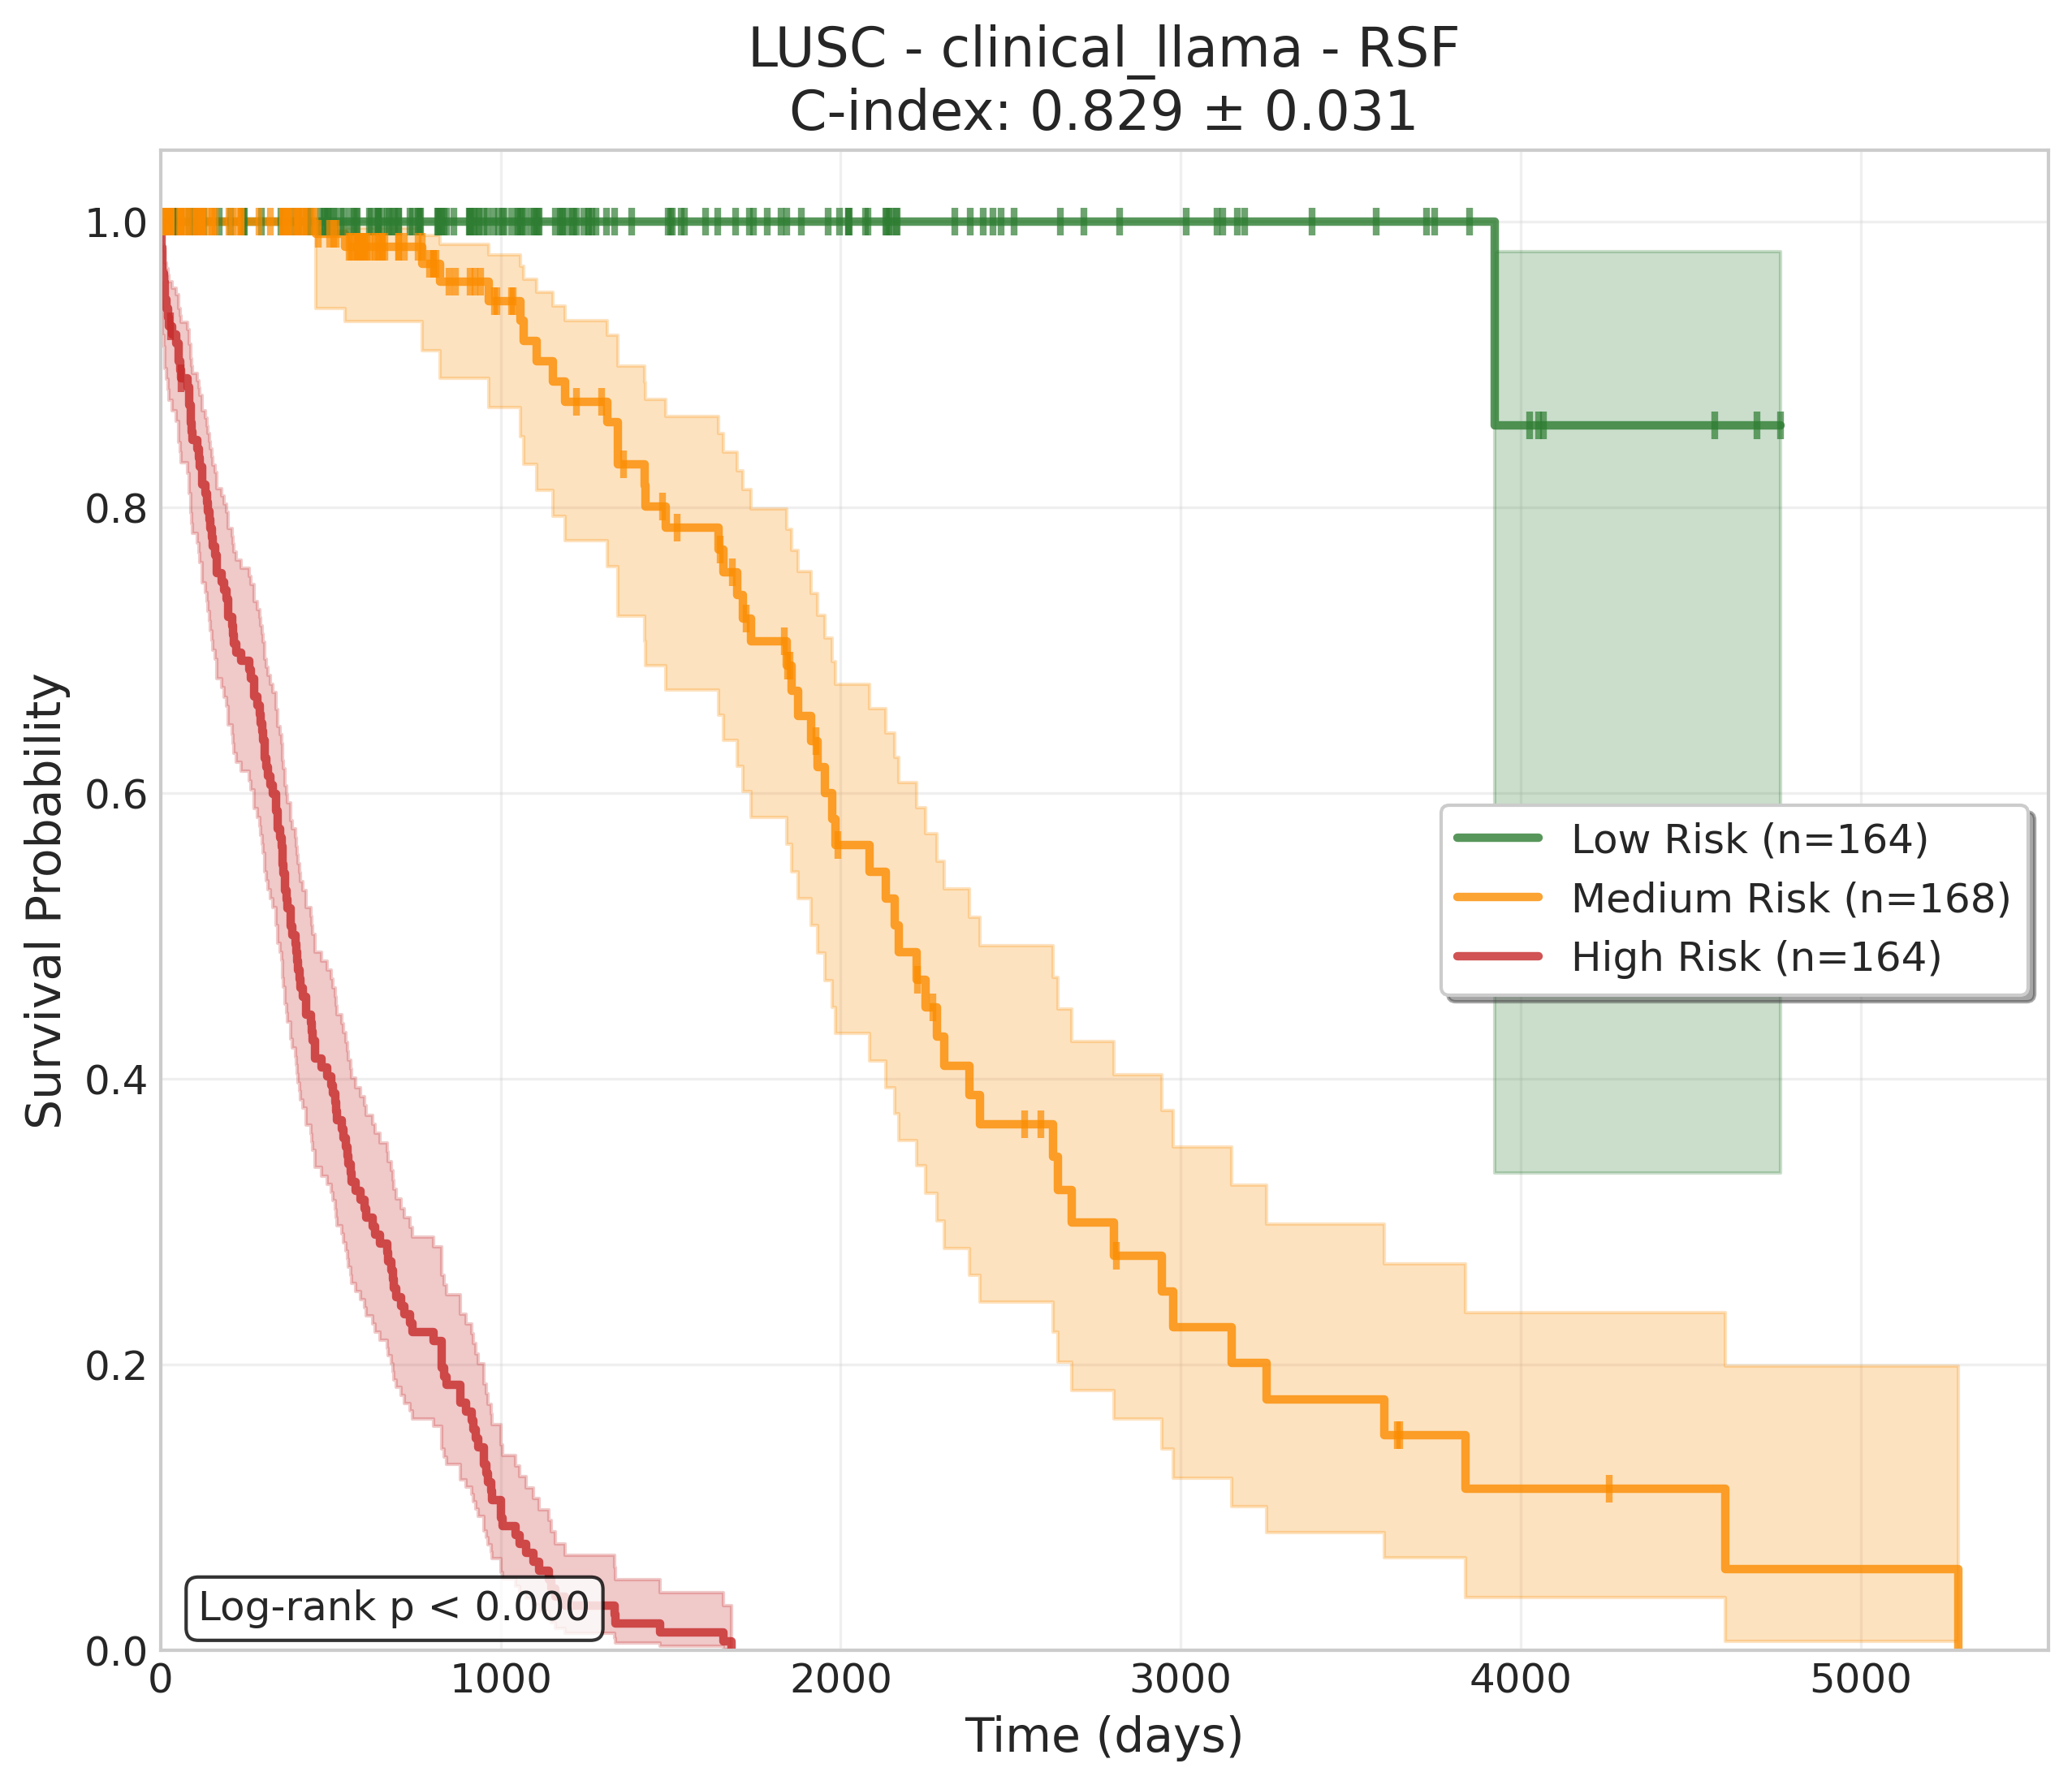 LUSC - clinical_llama - RSF
C-index: 0.829 ± 0.031
Survival Probability
1.0
0.8
0.6
0.4
0.2
0.0
Low Risk (n=164)
Medium Risk (n=168)
High Risk (n=164)
Log-rank p < 0.000
0 1000 2000 3000 4000 5000
Time (days)